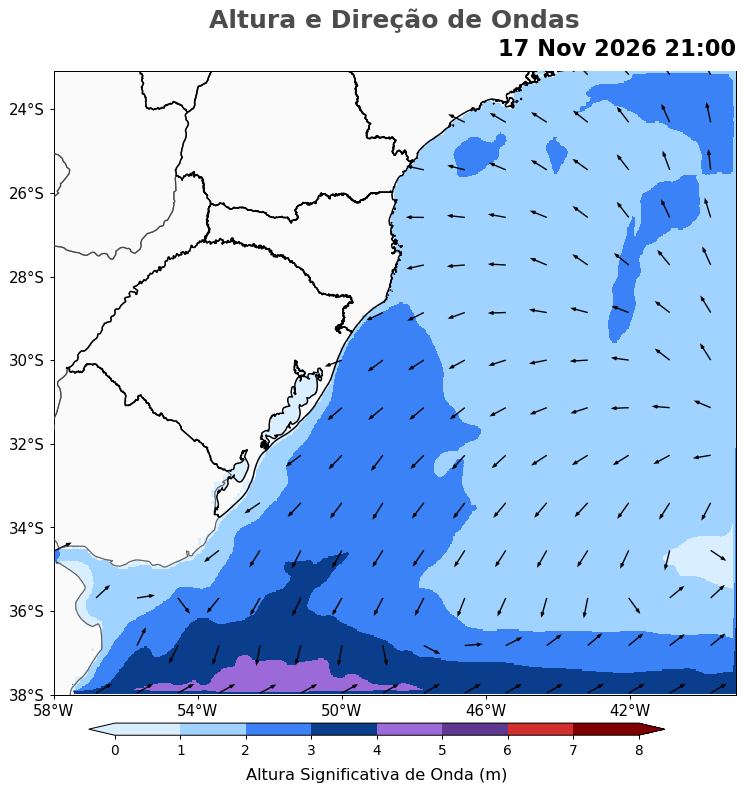 Altura e Direção de Ondas
17 Nov 2026 21:00
24°S
26°S
28°S
30°S
32°S
34°S
36°S
38°S
58°W 54°W 50°W 46°W 42°W
0 1 2 3 4 5 6 7 8
Altura Significativa de Onda (m)